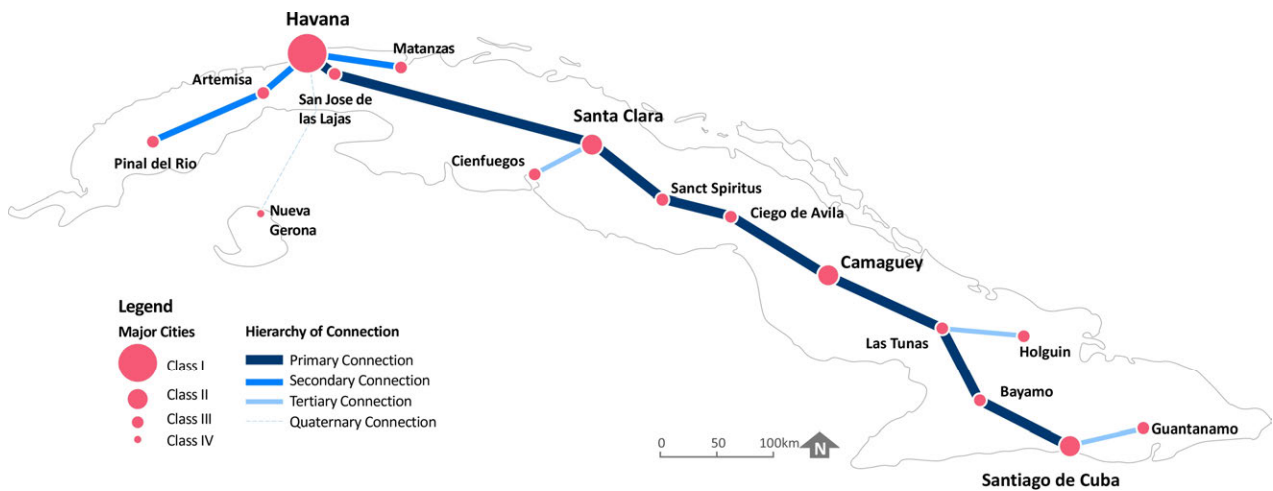 Havana
Matanzas
Artemisa
San Jose de
las Lajas
Santa Clara
Pinal del Rio
Cienfuegos
Sanct Spiritus
Nueva
Gerona
Ciego de Avila
Camaguey
Las Tunas
Holguin
Bayamo
Guantanamo
Santiago de Cuba
Legend
Major Cities
Class I
Class II
Class III
Class IV
Hierarchy of Connection
Primary Connection
Secondary Connection
Tertiary Connection
Quaternary Connection
0 50 100km
N